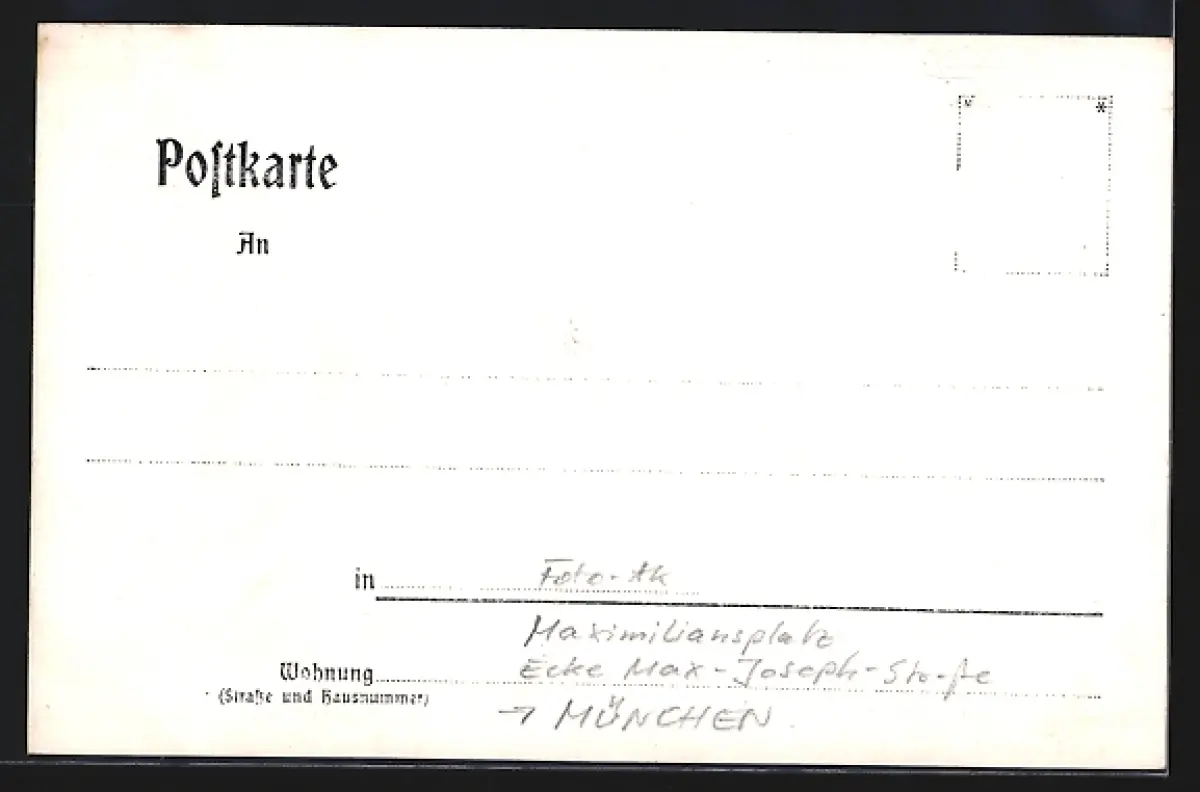 Poſtkarte
An
in Foto-Ak
Maximiliansplatz
Wohnung Ecke Max-Joseph-Straße
(Straße und Hausnummer)
→ MÜNCHEN